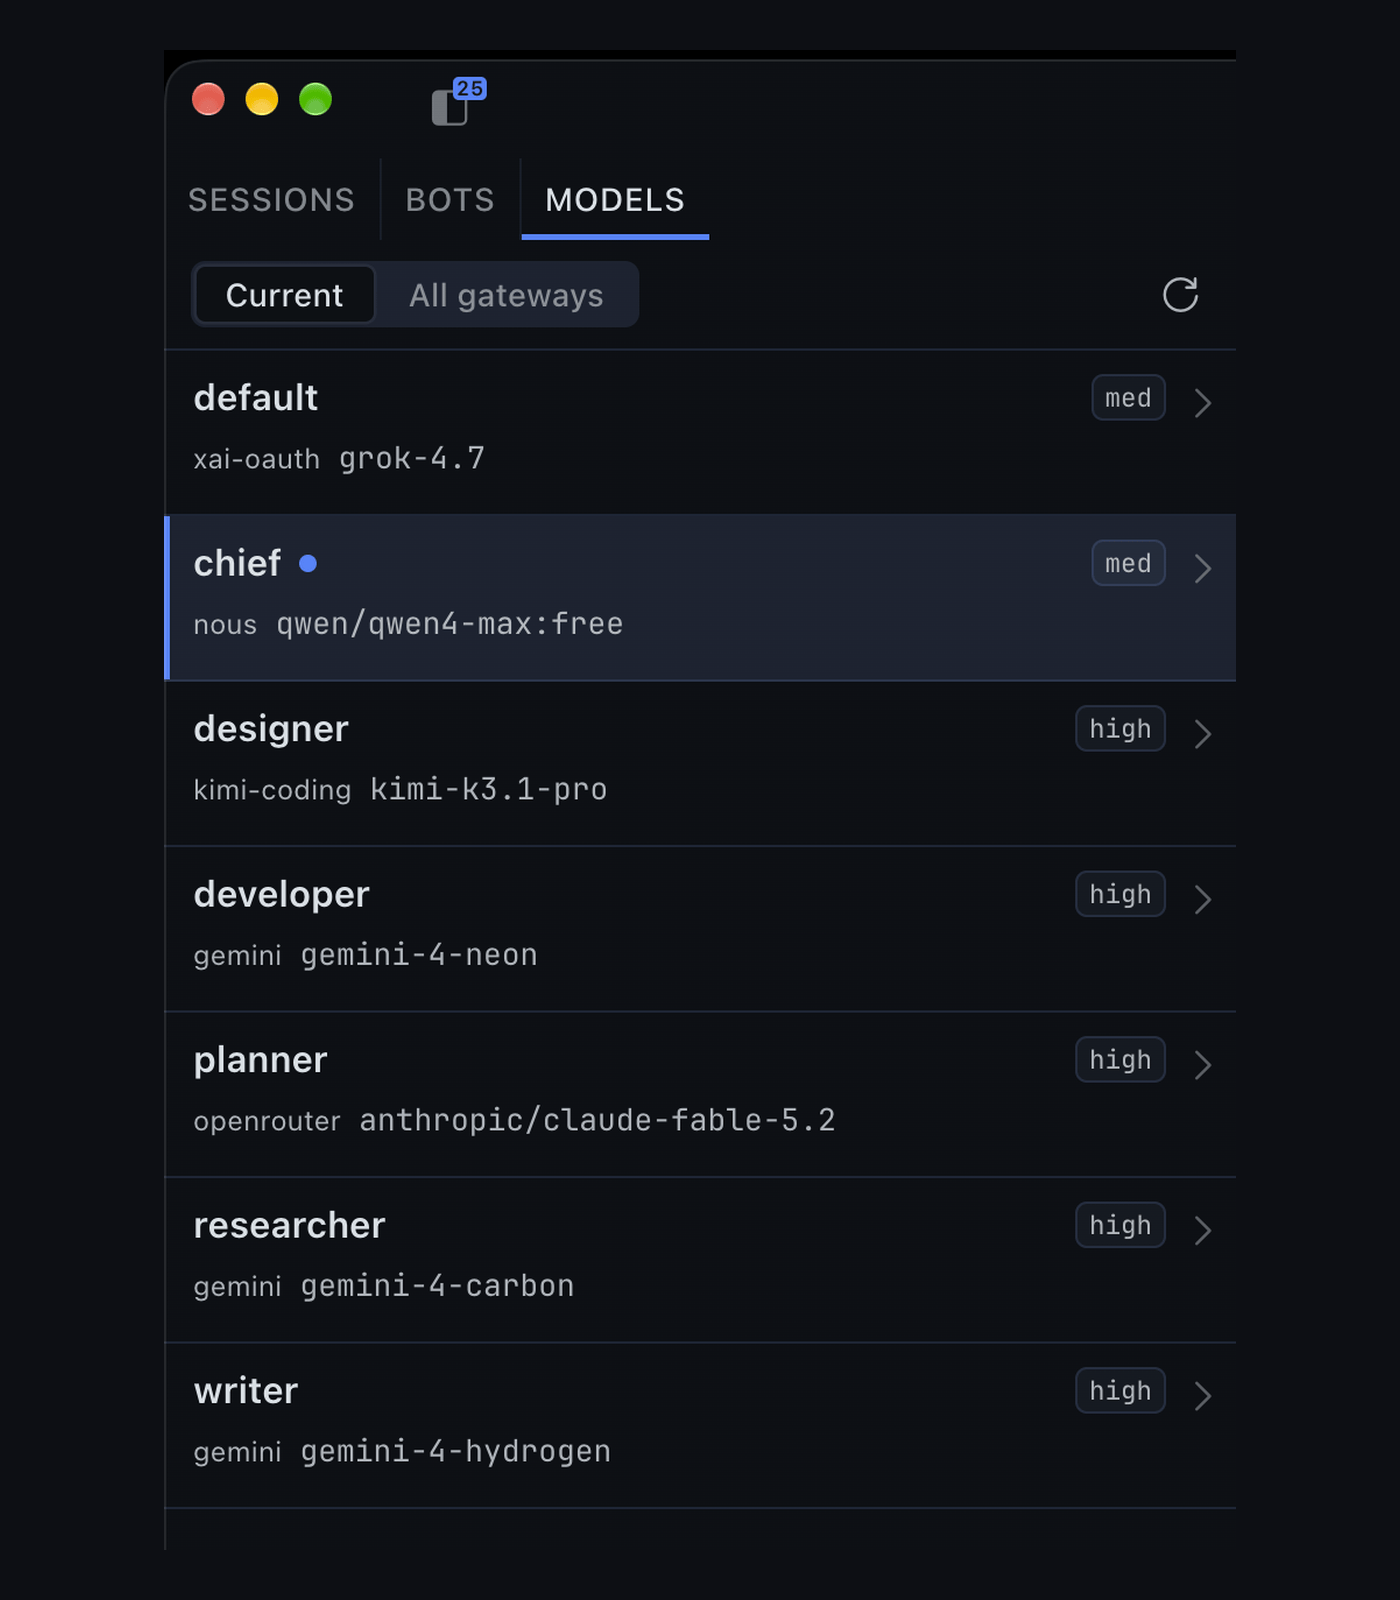 25
SESSIONS BOTS MODELS
Current All gateways
default med
xai-oauth grok-4.7
chief med
nous qwen/qwen4-max:free
designer high
kimi-coding kimi-k3.1-pro
developer high
gemini gemini-4-neon
planner high
openrouter anthropic/claude-fable-5.2
researcher high
gemini gemini-4-carbon
writer high
gemini gemini-4-hydrogen